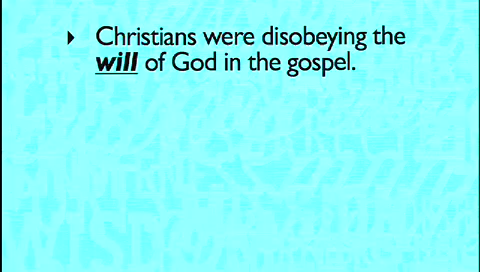 Christians were disobeying the
will of God in the gospel.